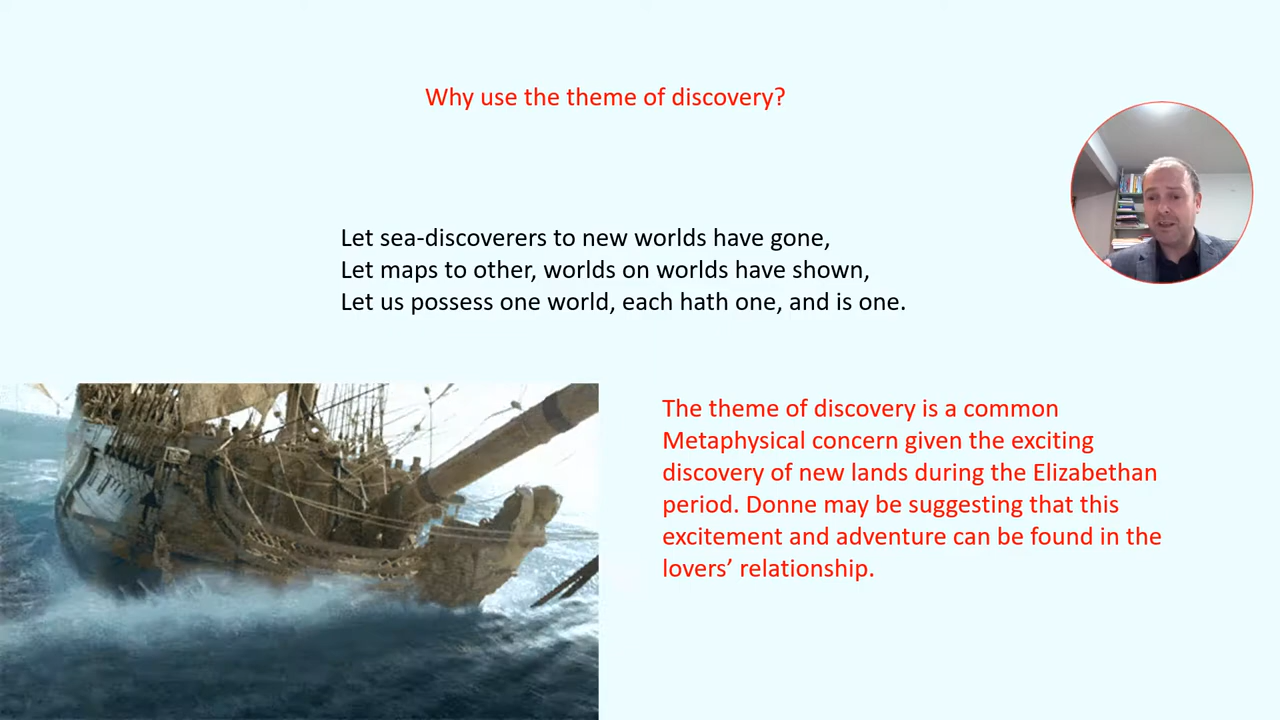 Why use the theme of discovery?
Let sea-discoverers to new worlds have gone,
Let maps to other, worlds on worlds have shown,
Let us possess one world, each hath one, and is one.
The theme of discovery is a common
Metaphysical concern given the exciting
discovery of new lands during the Elizabethan
period. Donne may be suggesting that this
excitement and adventure can be found in the
lovers’ relationship.